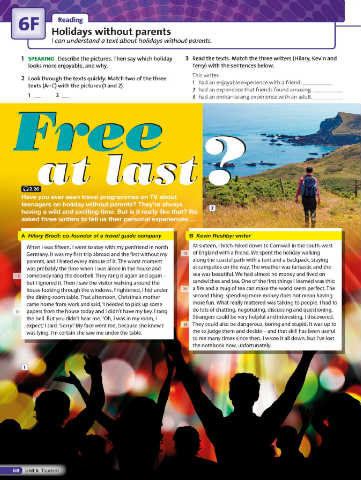 6F
Reading
Holidays without parents
I can understand a text about holidays without parents.
1 SPEAKING Describe the pictures. Then say which holiday
looks more enjoyable, and why.
2 Look through the texts quickly. Match two of the three
texts (A–C) with the pictures (1 and 2).
1 __ 2 __
3 Read the texts. Match the three writers (Hilary, Kevin and
Terry) with the sentences below.
This writer
1 had an enjoyable experience with a friend.
2 had an experience that friends found amusing.
3 had an embarrassing experience with an adult.
Free
at last?
2.26
Have you ever seen travel programmes on TV about
teenagers on holiday without parents? They're always
having a wild and exciting time. But is it really like that? We
asked three writers to tell us their personal experiences ...
2
A Hilary Brach: co-founder of a travel guide company
When I was fifteen, I went to stay with my penfriend in north
Germany. It was my first trip abroad and the first without my
parents, and I hated every minute of it. The worst moment
was probably the time when I was alone in the house and
somebody rang the doorbell. They rang it again and again
but I ignored it. Then I saw the visitor walking around the
house looking through the windows. Frightened, I hid under
the dining-room table. That afternoon, Christina's mother
came home from work and said, 'I needed to pick up some
papers from the house today and I didn't have my key. I rang
the bell. But you didn't hear me.' 'Oh, I was in my room, I
expect,' I said. 'Sorry!' My face went red, because she knew I
was lying. I'm certain she saw me under the table.
B Kevin Rushby: writer
At sixteen, I hitch-hiked down to Cornwall in the south-west
of England with a friend. We spent the holiday walking
along the coastal path with a tent and a backpack, staying
at campsites on the way. The weather was fantastic and the
sea was beautiful. We had almost no money and lived on
sandwiches and tea. One of the first things I learned was this:
a fire and a mug of tea can make the world seem perfect. The
second thing: spending more money does not mean having
more fun. What really mattered was talking to people. I had to
do lots of chatting, negotiating, discussing and questioning.
Strangers could be very helpful and interesting, I discovered.
They could also be dangerous, boring and stupid. It was up to
me to judge them and decide – and that skill has been useful
to me many times since then. I wrote it all down, but I've lost
the notebook now, unfortunately.
1
68 Unit 6 Tourism